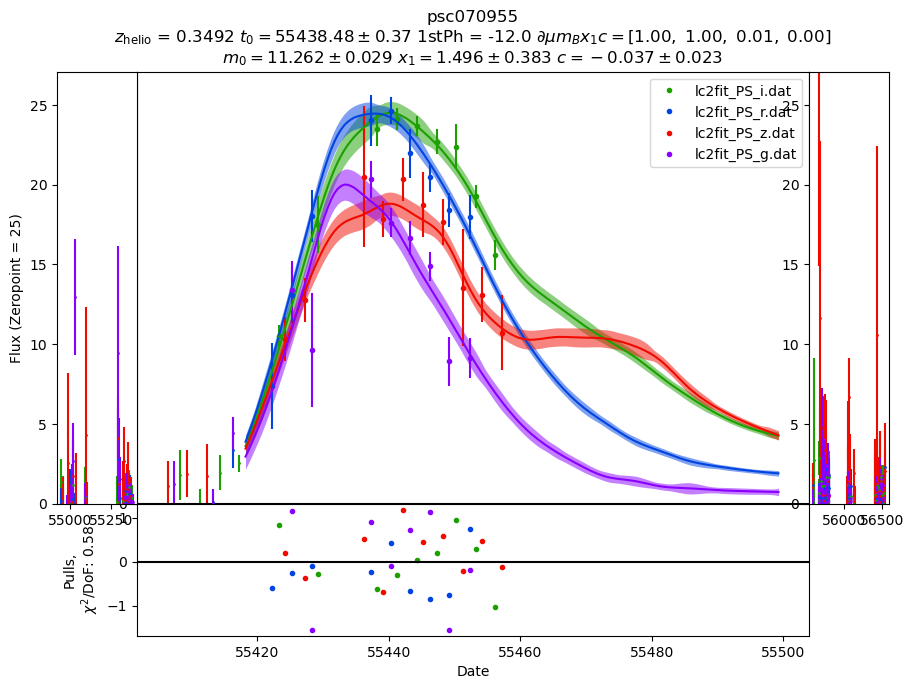 psc070955
z_helio = 0.3492 t_0 = 55438.48 ± 0.37 1stPh = -12.0 ∂μm_Bx_1c = [1.00, 1.00, 0.01, 0.00]
m_0 = 11.262 ± 0.029 x_1 = 1.496 ± 0.383 c = −0.037 ± 0.023
lc2fit_PS_i.dat
lc2fit_PS_r.dat
lc2fit_PS_z.dat
lc2fit_PS_g.dat
Flux (Zeropoint = 25)
25
20
15
10
5
0
25
20
15
10
5
0
0
55000
55250
56000
56500
Pulls,
χ²/DoF: 0.58
1
0
−1
55420
55440
55460
55480
55500
Date